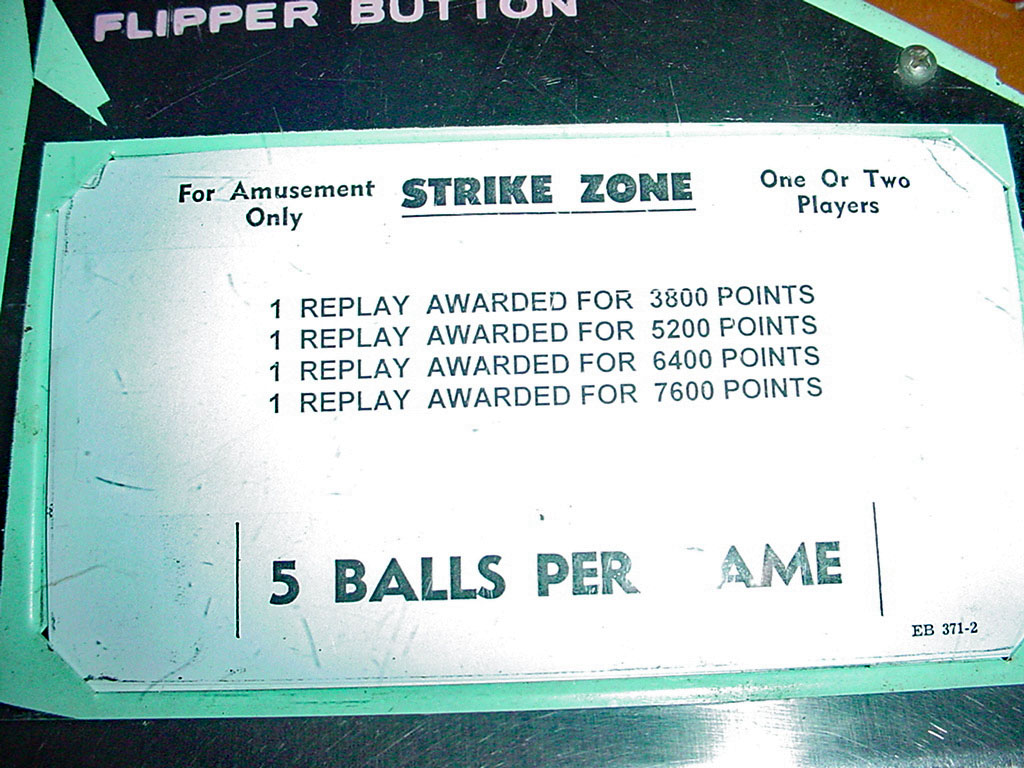 FLIPPER BUTTON
For Amusement Only
STRIKE ZONE
One Or Two Players
1 REPLAY AWARDED FOR 3800 POINTS
1 REPLAY AWARDED FOR 5200 POINTS
1 REPLAY AWARDED FOR 6400 POINTS
1 REPLAY AWARDED FOR 7600 POINTS
5 BALLS PER AME
EB 371-2